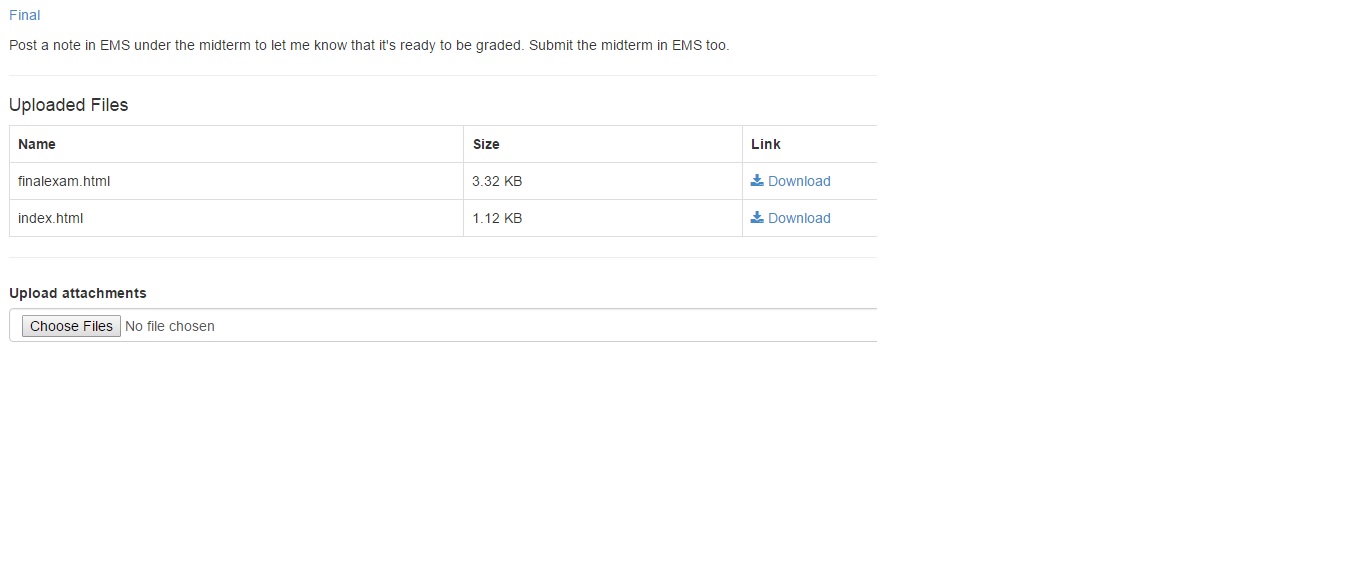 Final
Post a note in EMS under the midterm to let me know that it's ready to be graded. Submit the midterm in EMS too.
Uploaded Files
Name Size Link
finalexam.html 3.32 KB Download
index.html 1.12 KB Download
Upload attachments
Choose Files No file chosen